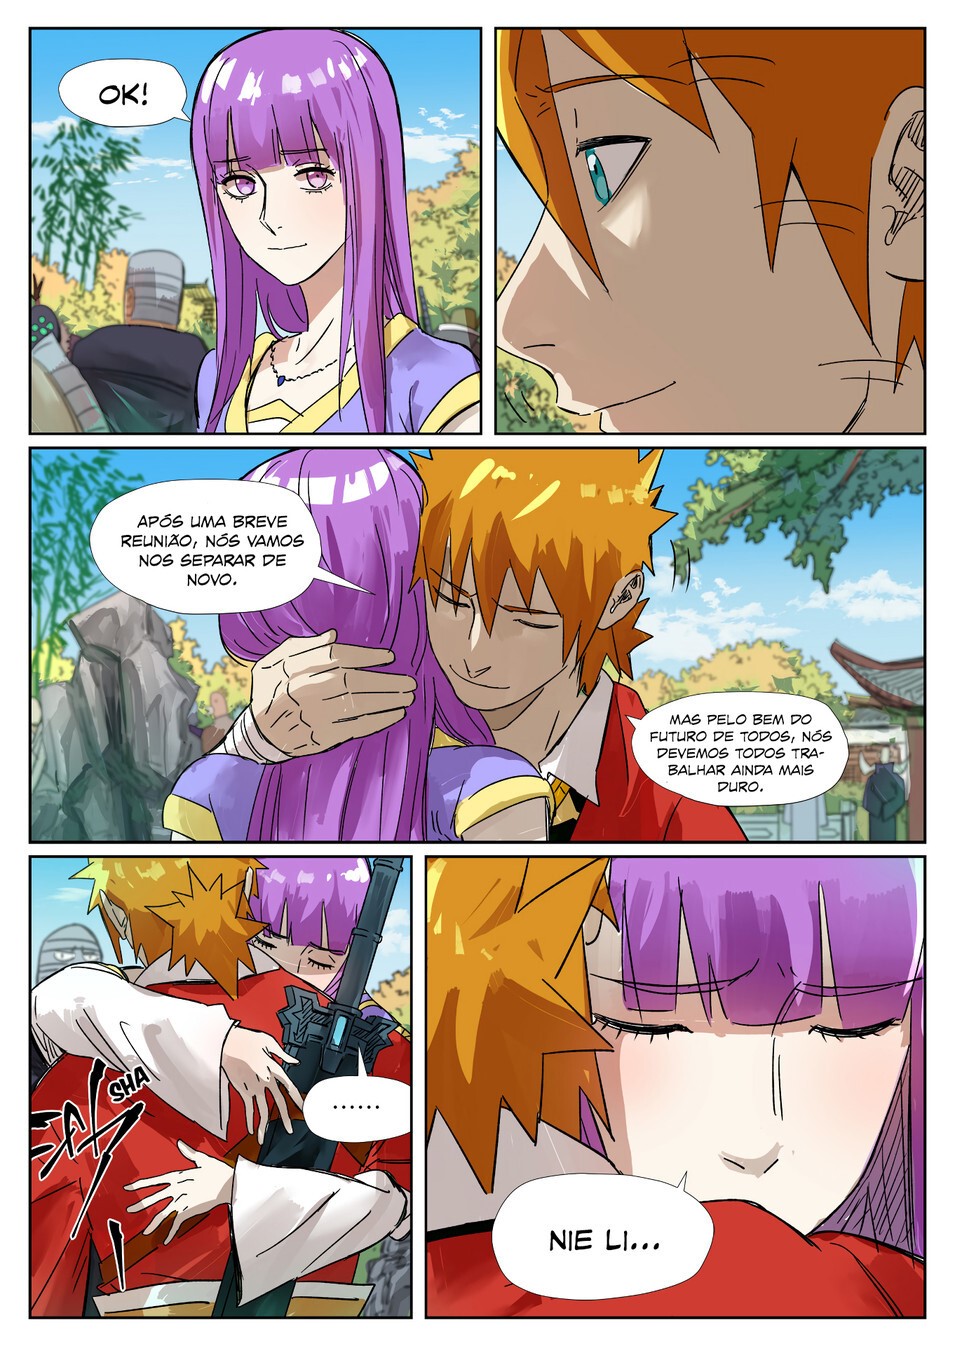 OK!
APÓS UMA BREVE
REUNIÃO, NÓS VAMOS
NOS SEPARAR DE
NOVO.
MAS PELO BEM DO
FUTURO DE TODOS, NÓS
DEVEMOS TODOS TRA-
BALHAR AINDA MAIS
DURO.
SHA
......
NIE LI...